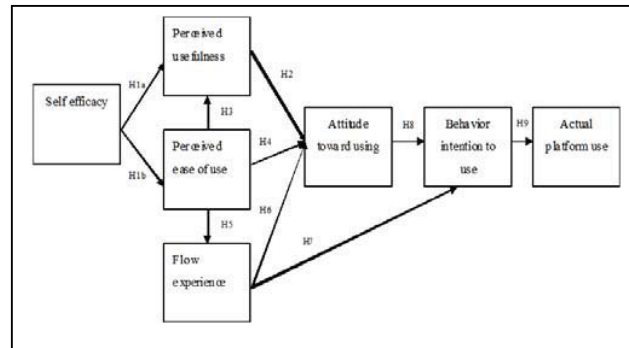 Perceived
usefulness
H1a
H2
Self efficacy
H3
Perceived
ease of use
H4
Attitude
toward using
H8
Behavior
intention to
use
H9
Actual
platform use
H1b
H5
H6
H7
Flow
experience